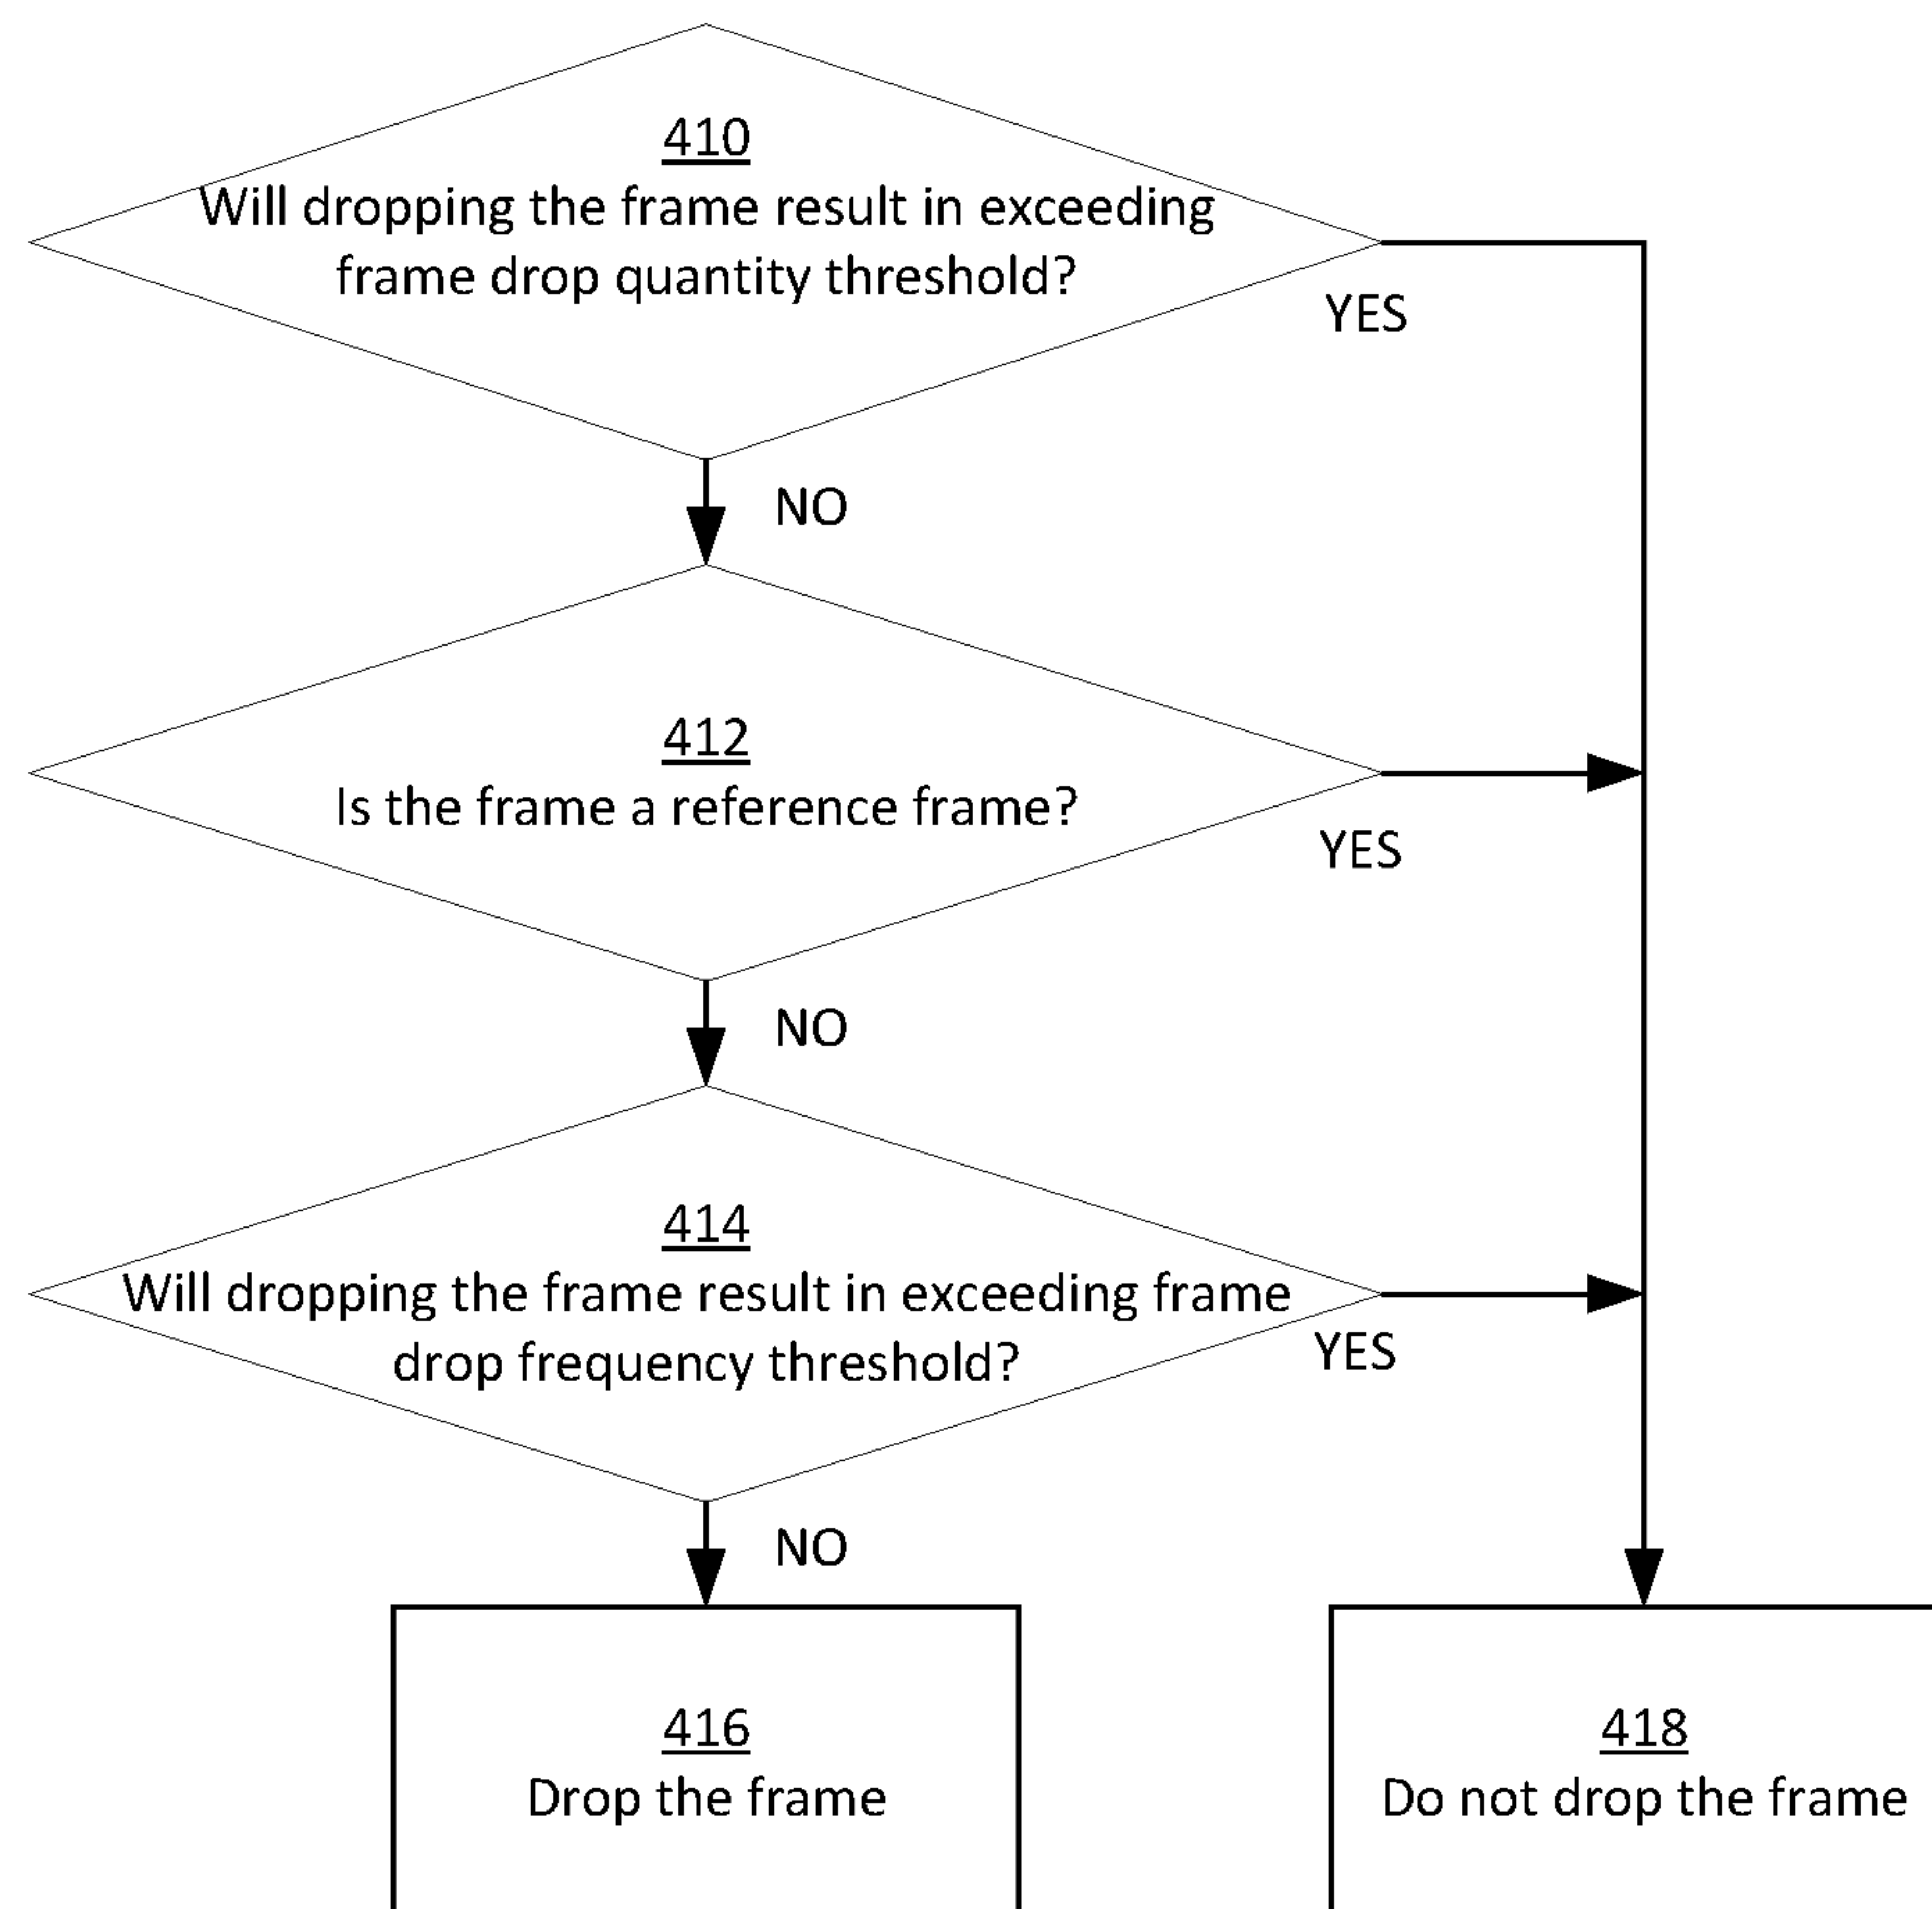 410
Will dropping the frame result in exceeding
frame drop quantity threshold?
YES
NO
412
Is the frame a reference frame?
YES
NO
414
Will dropping the frame result in exceeding frame
drop frequency threshold?
YES
NO
416
Drop the frame
418
Do not drop the frame